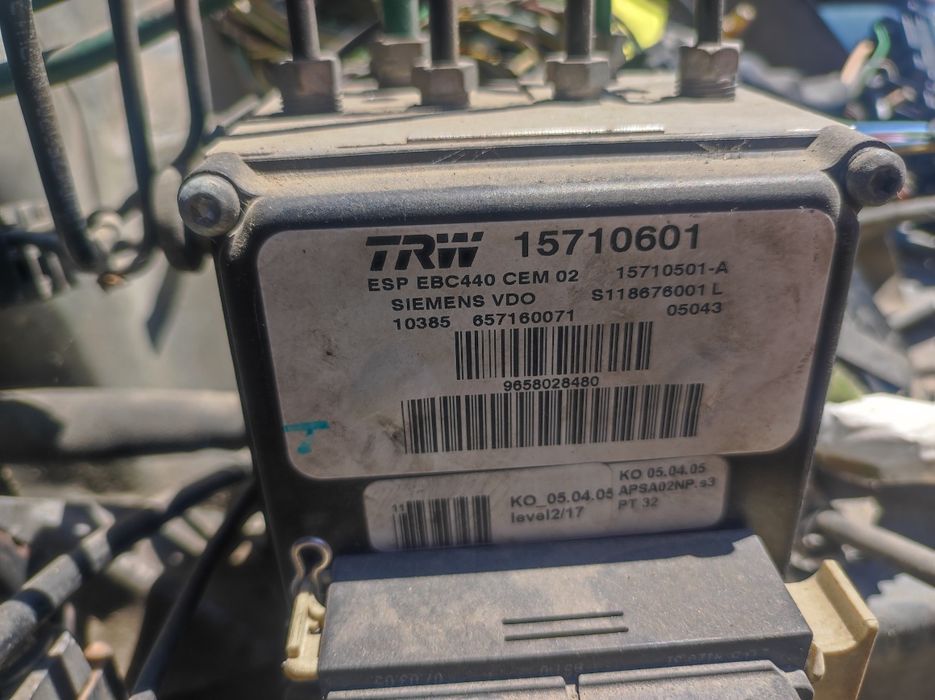 TRW 15710601
ESP EBC440 CEM 02 15710501-A
SIEMENS VDO S118676001 L
10385 657160071 05043
9658028480
11
KO_05.04.05
level2/17
KO 05.04.05
APSA02NP.s3
PT 32